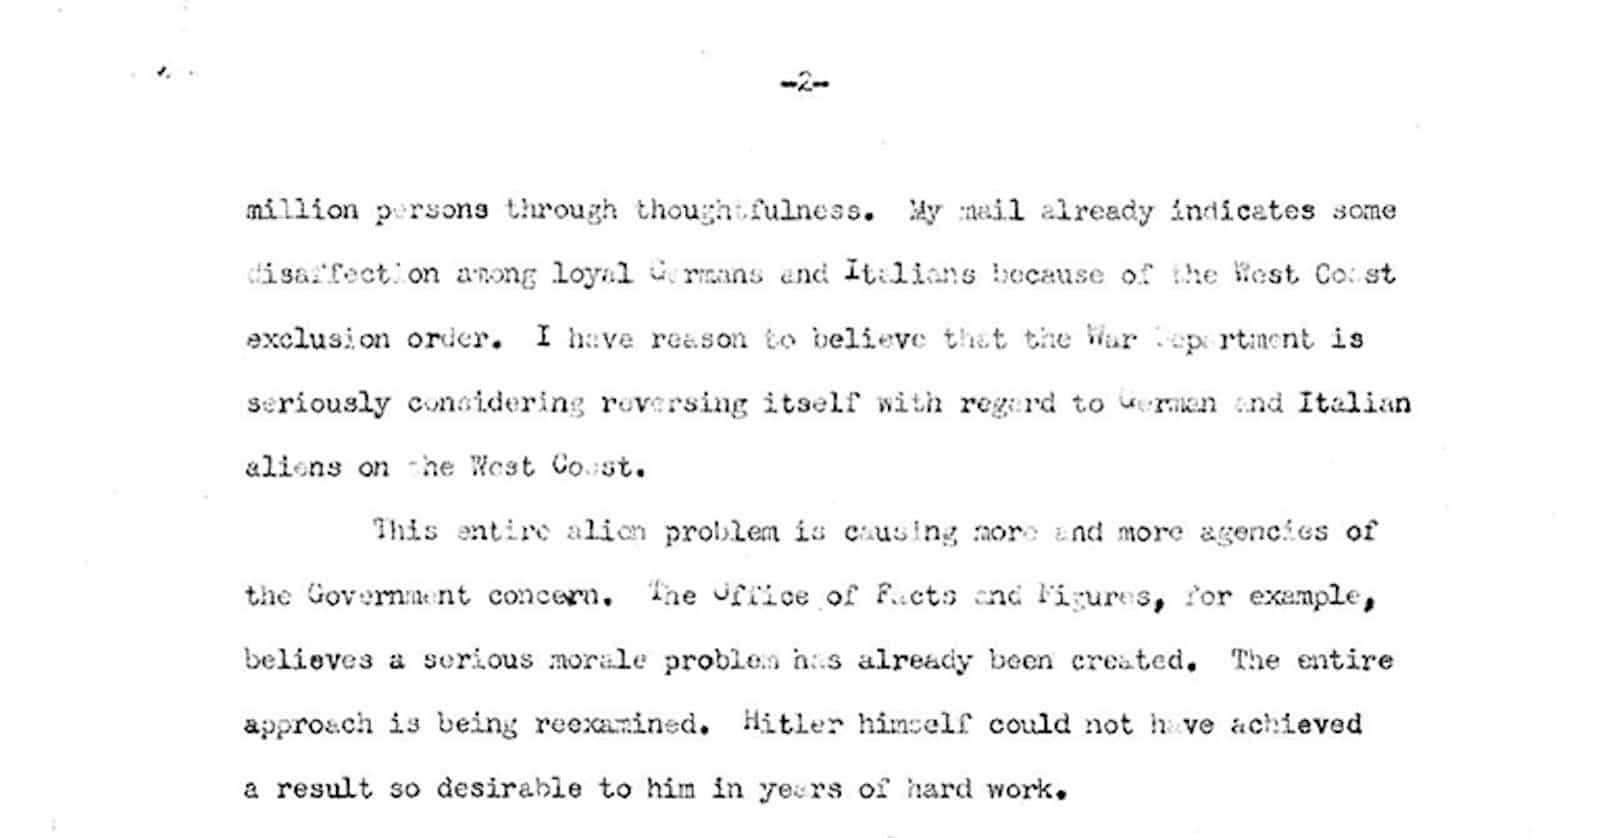 -2-
million persons through thoughtfulness. My mail already indicates some
disaffection among loyal Germans and Italians because of the West Coast
exclusion order. I have reason to believe that the War Department is
seriously considering reversing itself with regard to German and Italian
aliens on the West Coast.
This entire alien problem is causing more and more agencies of
the Government concern. The Office of Facts and Figures, for example,
believes a serious morale problem has already been created. The entire
approach is being reexamined. Hitler himself could not have achieved
a result so desirable to him in years of hard work.